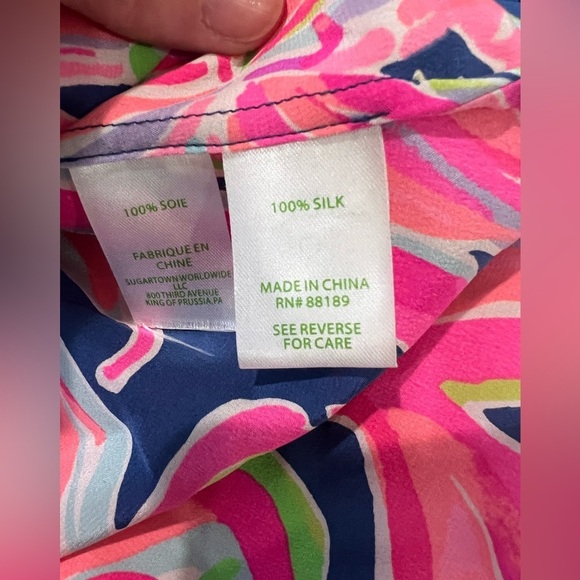 100% SOIE
FABRIQUE EN
CHINE
SUGARTOWN WORLDWIDE
LLC
800 THIRD AVENUE
KING OF PRUSSIA,PA
100% SILK
MADE IN CHINA
RN# 88189
SEE REVERSE
FOR CARE